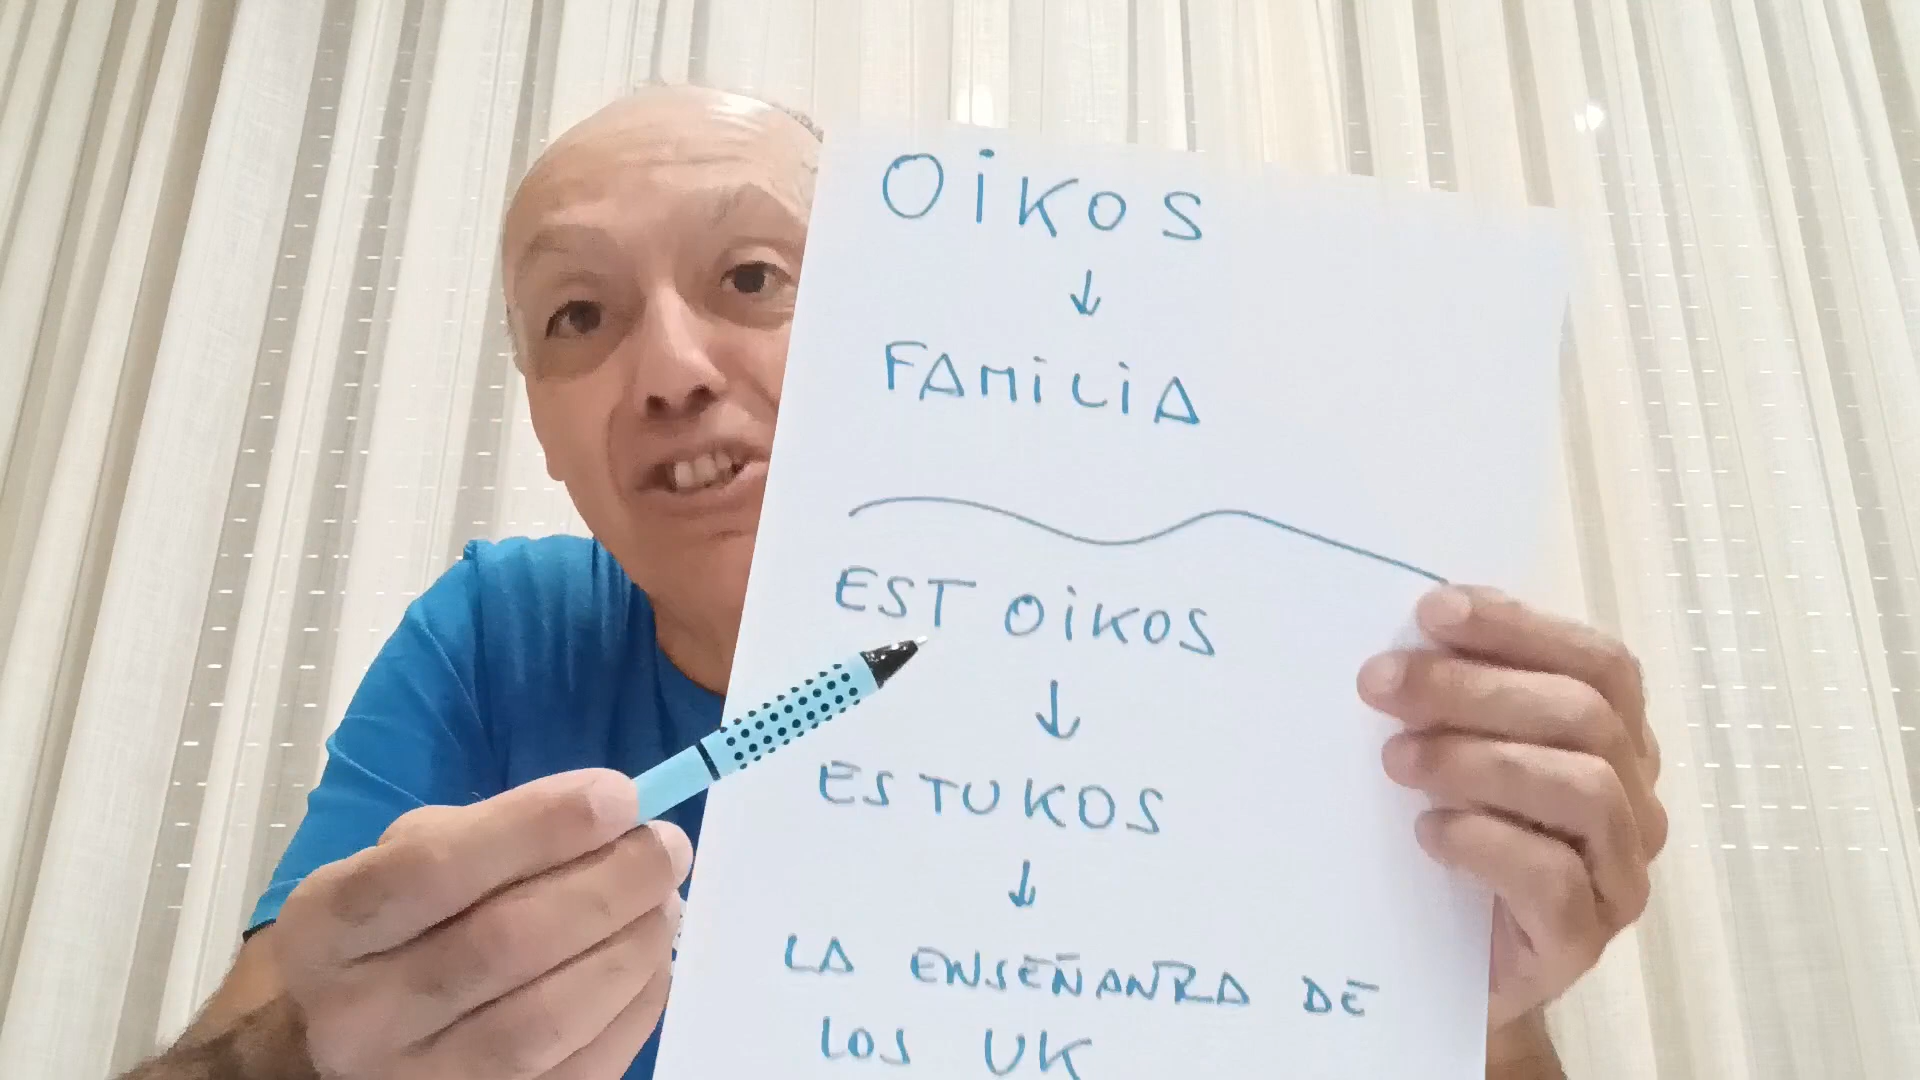 OiKOS
↓
FAMiLiA
EST OiKOS
↓
ESTUKOS
↓
LA ENSEÑANZA DE
LOS UK